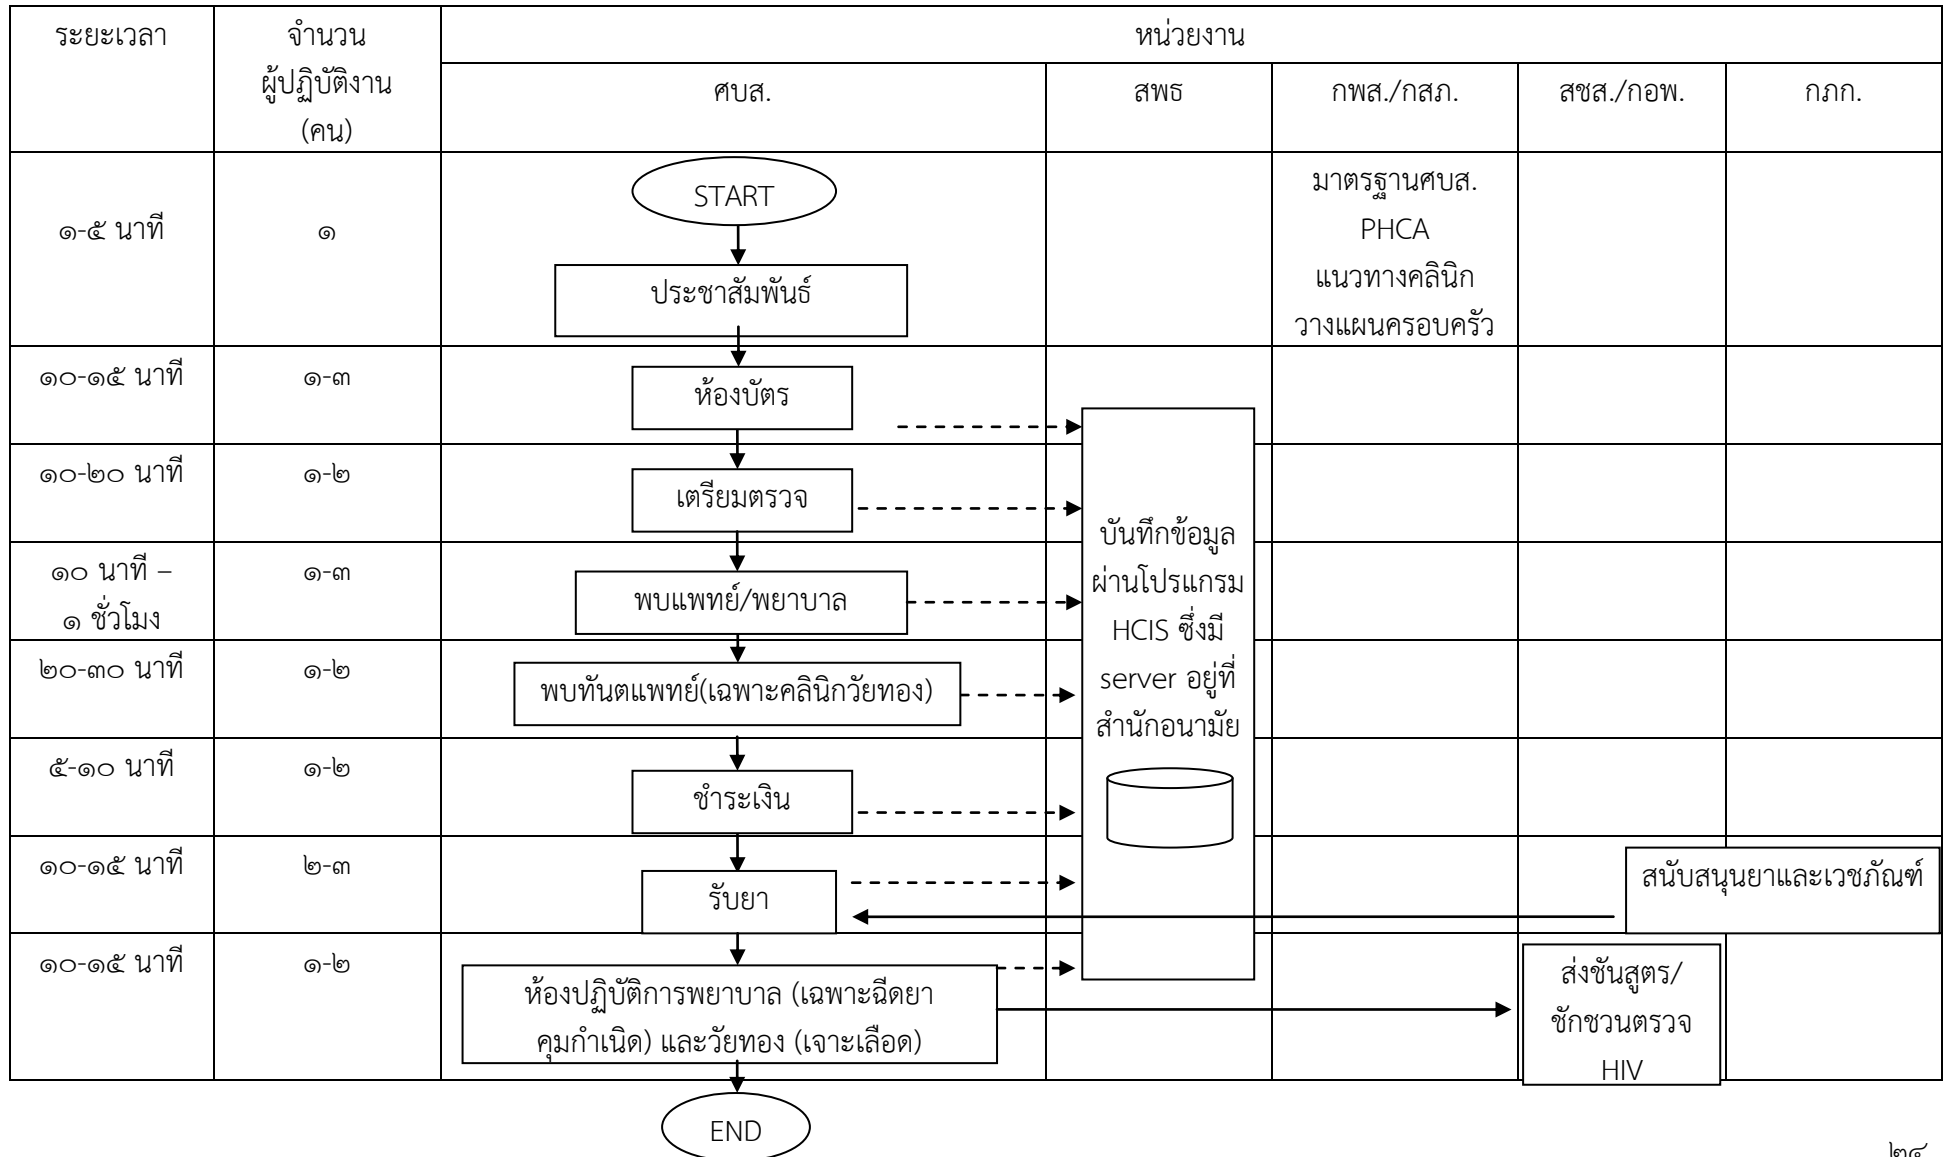 ระยะเวลา
จำนวน
ผู้ปฏิบัติงาน
(คน)
หน่วยงาน
ศบส.
สพธ
กพส./กสภ.
สชส./กอพ.
กภก.
๑-๕ นาที
๑
START
ประชาสัมพันธ์
มาตรฐานศบส.
PHCA
แนวทางคลินิก
วางแผนครอบครัว
๑๐-๑๕ นาที
๑-๓
ห้องบัตร
๑๐-๒๐ นาที
๑-๒
เตรียมตรวจ
๑๐ นาที –
๑ ชั่วโมง
๑-๓
พบแพทย์/พยาบาล
บันทึกข้อมูล
ผ่านโปรแกรม
HCIS ซึ่งมี
server อยู่ที่
สำนักอนามัย
๒๐-๓๐ นาที
๑-๒
พบทันตแพทย์(เฉพาะคลินิกวัยทอง)
๕-๑๐ นาที
๑-๒
ชำระเงิน
๑๐-๑๕ นาที
๒-๓
รับยา
สนับสนุนยาและเวชภัณฑ์
๑๐-๑๕ นาที
๑-๒
ห้องปฏิบัติการพยาบาล (เฉพาะฉีดยา
คุมกำเนิด) และวัยทอง (เจาะเลือด)
ส่งชันสูตร/
ชักชวนตรวจ
HIV
END
๒๔